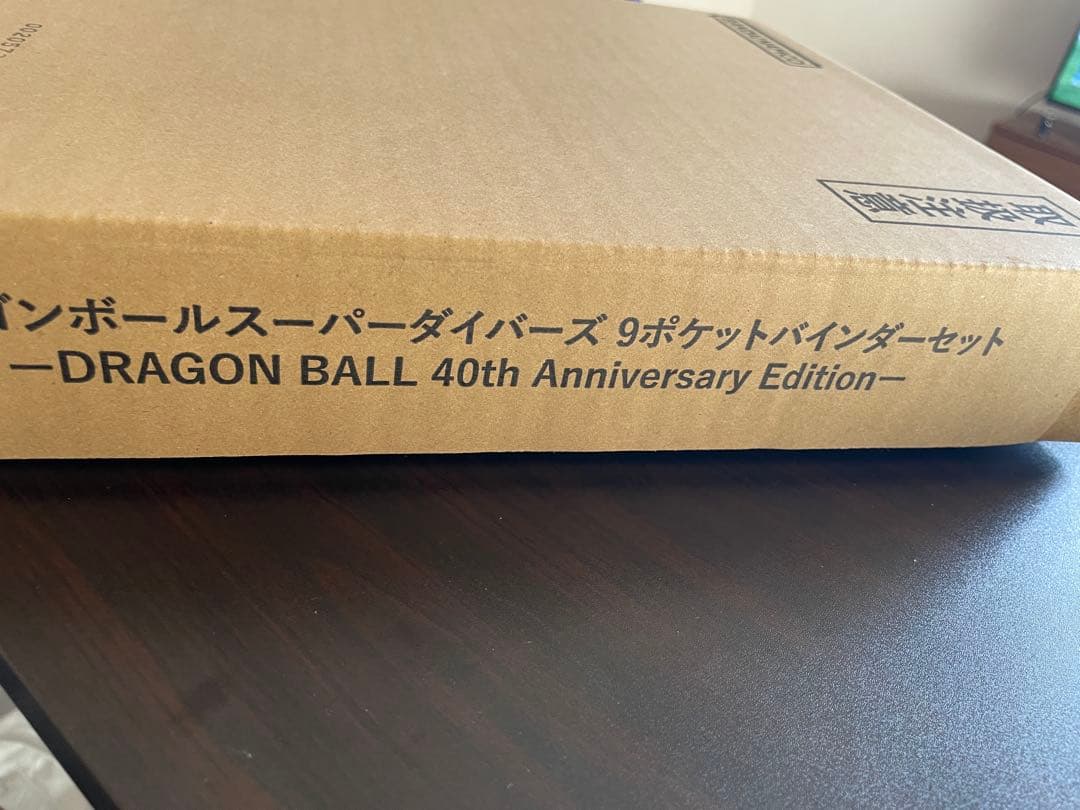 002057
取扱注意
ゴンボールスーパーダイバーズ 9ポケットバインダーセット
ーDRAGON BALL 40th Anniversary Editionー